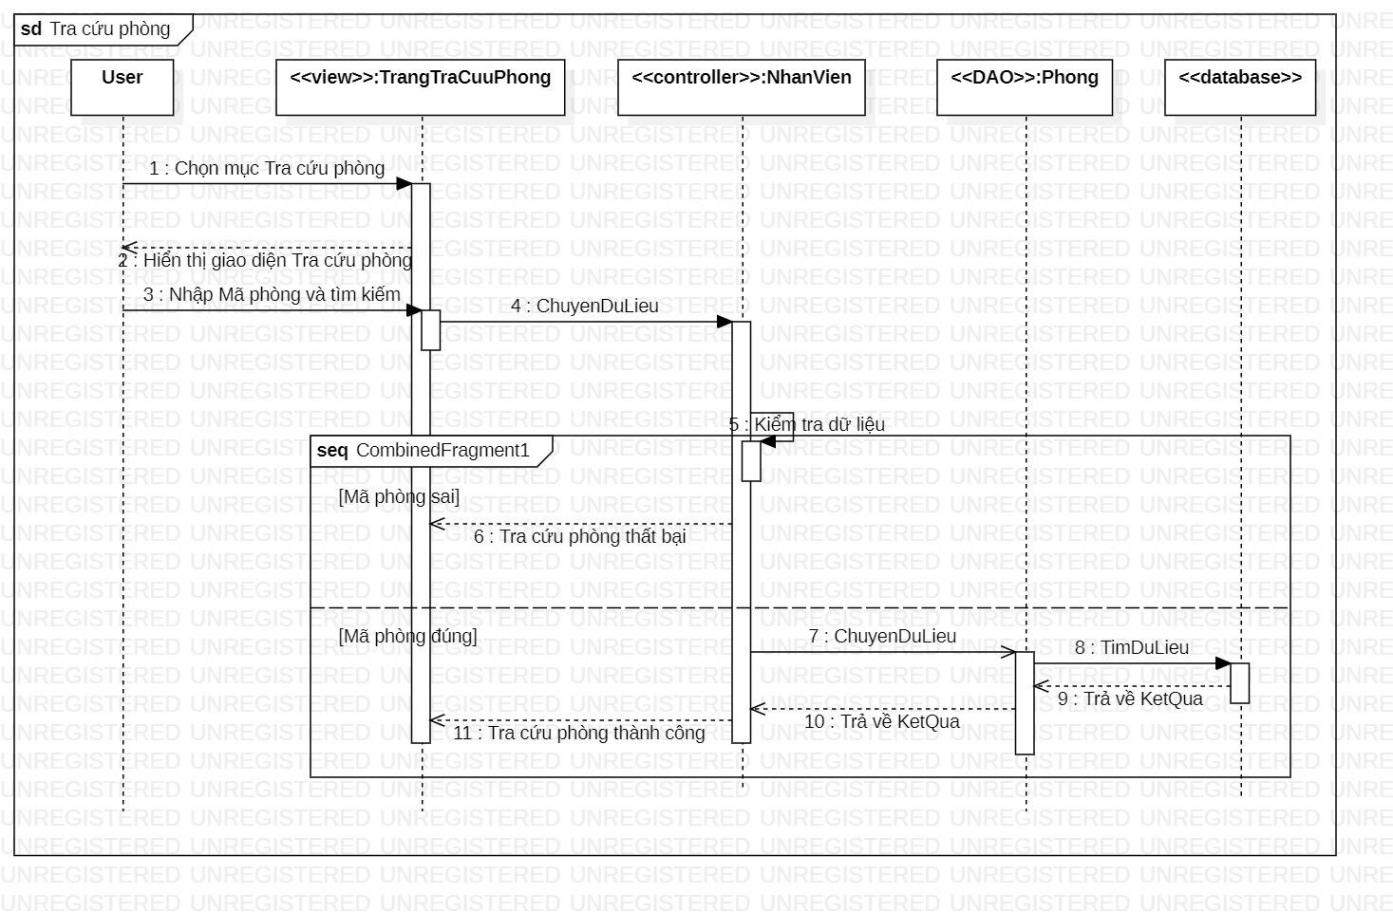 sd Tra cứu phòng
User
<<view>>:TrangTraCuuPhong
<<controller>>:NhanVien
<<DAO>>:Phong
<<database>>
1 : Chọn mục Tra cứu phòng
2 : Hiển thị giao diện Tra cứu phòng
3 : Nhập Mã phòng và tìm kiếm
4 : ChuyenDuLieu
5 : Kiểm tra dữ liệu
seq CombinedFragment1
[Mã phòng sai]
6 : Tra cứu phòng thất bại
[Mã phòng đúng]
7 : ChuyenDuLieu
8 : TimDuLieu
9 : Trả về KetQua
10 : Trả về KetQua
11 : Tra cứu phòng thành công
UNREGISTERED